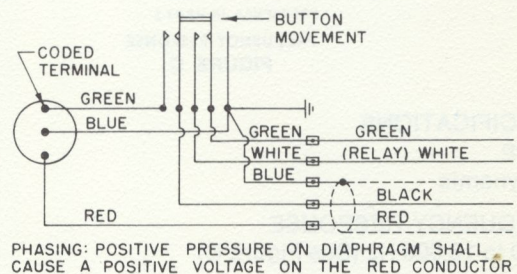 BUTTON
MOVEMENT
CODED
TERMINAL
GREEN
BLUE
GREEN GREEN
WHITE (RELAY) WHITE
BLUE
BLACK
RED RED
PHASING: POSITIVE PRESSURE ON DIAPHRAGM SHALL
CAUSE A POSITIVE VOLTAGE ON THE RED CONDUCTOR